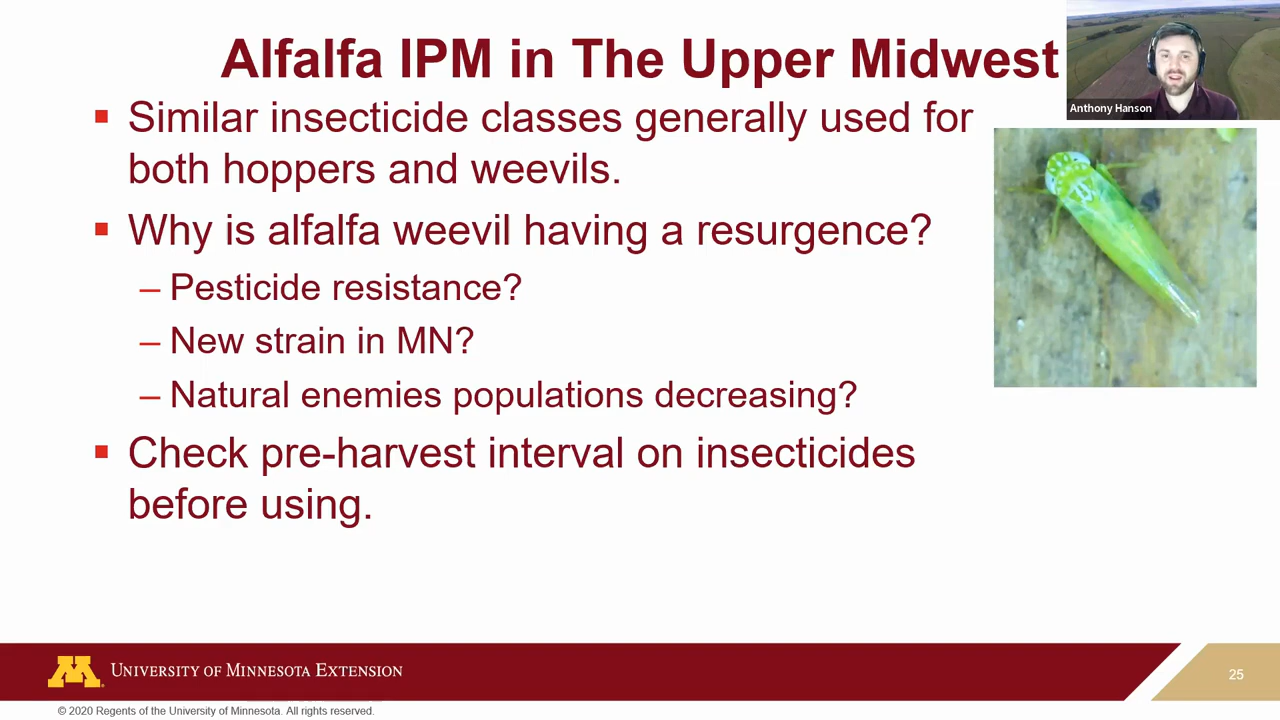 Alfalfa IPM in The Upper Midwest
Anthony Hanson
▪ Similar insecticide classes generally used for
both hoppers and weevils.
▪ Why is alfalfa weevil having a resurgence?
– Pesticide resistance?
– New strain in MN?
– Natural enemies populations decreasing?
▪ Check pre-harvest interval on insecticides
before using.
UNIVERSITY OF MINNESOTA EXTENSION
25
© 2020 Regents of the University of Minnesota. All rights reserved.